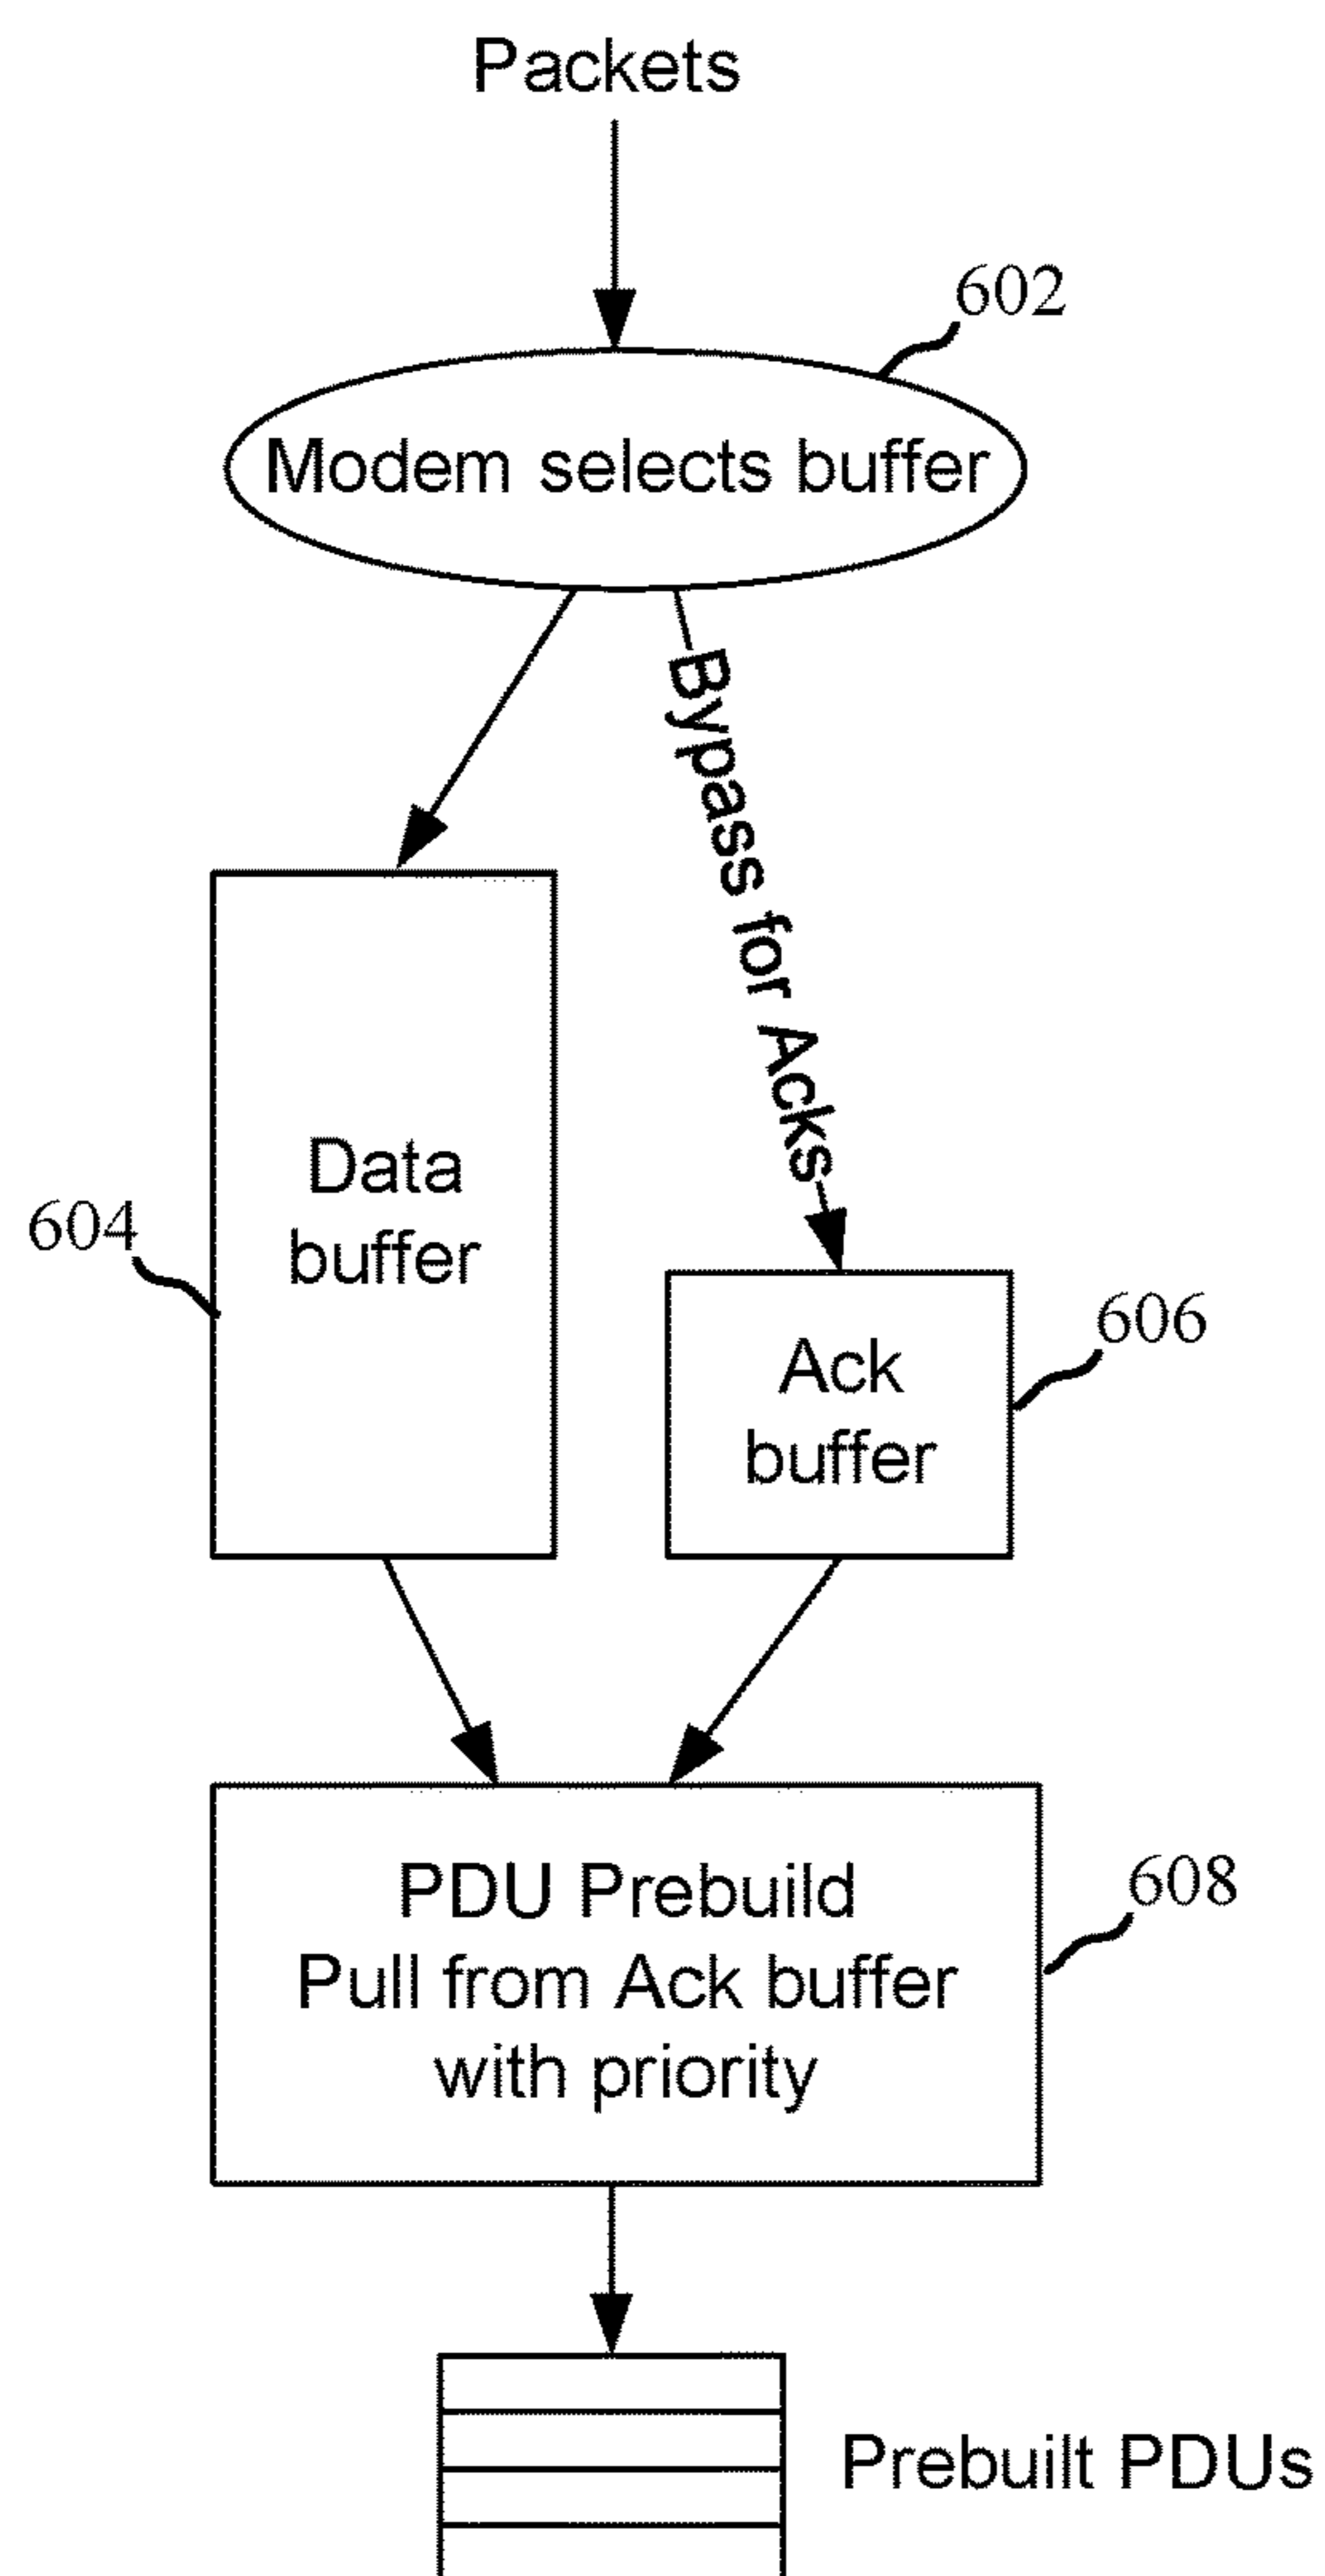 Packets
602
Modem selects buffer
Bypass for Acks
Data
buffer
604
Ack
buffer
606
PDU Prebuild
Pull from Ack buffer
with priority
608
Prebuilt PDUs